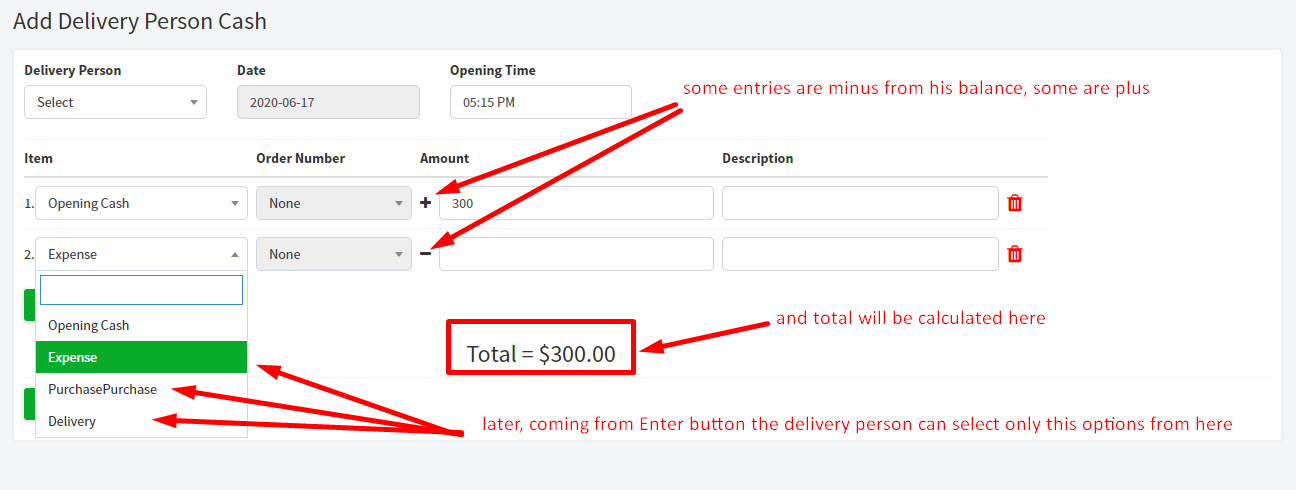 Add Delivery Person Cash
Delivery Person Date Opening Time
Select 2020-06-17 05:15 PM
some entries are minus from his balance, some are plus
Item Order Number Amount Description
1. Opening Cash None + 300
2. Expense None −
Opening Cash
Expense
PurchasePurchase
Delivery
and total will be calculated here
Total = $300.00
later, coming from Enter button the delivery person can select only this options from here